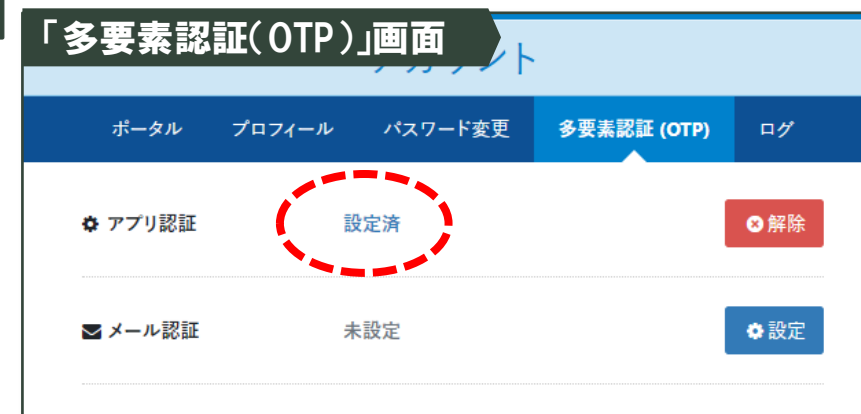 「多要素認証(OTP)」画面
ポータル プロフィール パスワード変更 多要素認証 (OTP) ログ
アプリ認証 設定済 解除
メール認証 未設定 設定